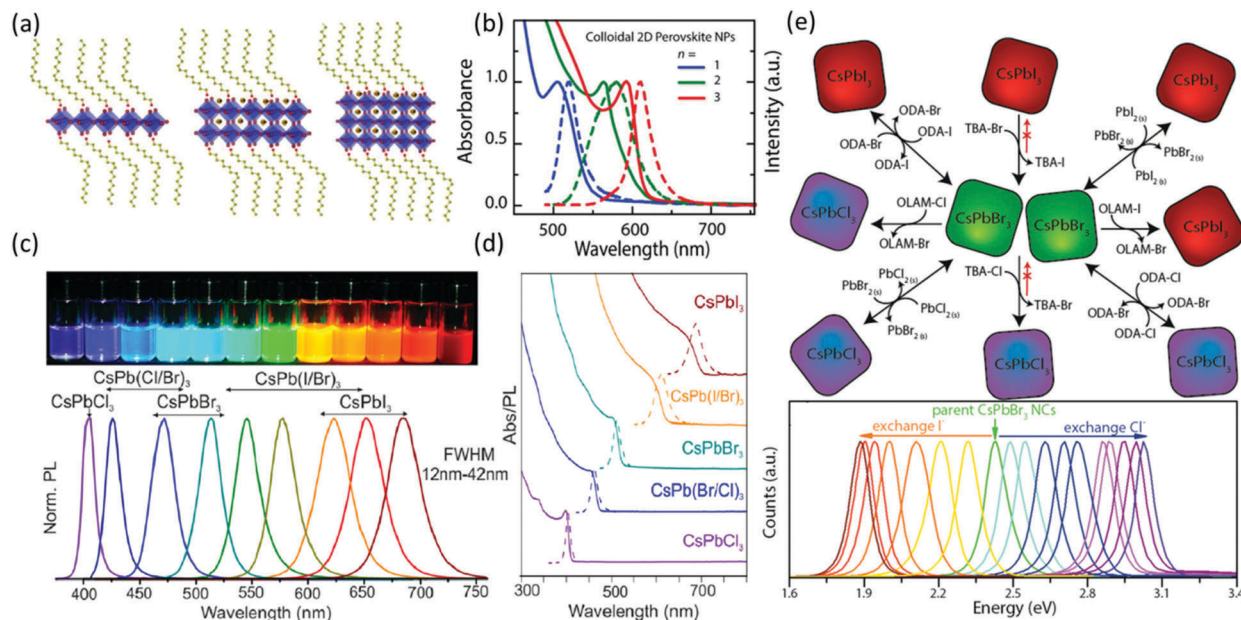 (a)
(b)
Colloidal 2D Perovskite NPs
n =
1
2
3
1.0
0.5
0.0
Absorbance
Intensity (a.u.)
500 600 700
Wavelength (nm)
(c)
CsPb(Cl/Br)₃
CsPb(I/Br)₃
CsPbCl₃
CsPbBr₃
CsPbI₃
FWHM
12nm-42nm
Norm. PL
400 450 500 550 600 650 700 750
Wavelength (nm)
(d)
CsPbI₃
CsPb(I/Br)₃
CsPbBr₃
CsPb(Br/Cl)₃
CsPbCl₃
Abs/PL
300 500 700
Wavelength (nm)
(e)
CsPbI₃
CsPbI₃
CsPbI₃
ODA-Br
ODA-I
ODA-Br
ODA-I
TBA-Br
TBA-I
PbI₂₍s₎
PbBr₂₍s₎
PbBr₂₍s₎
PbI₂₍s₎
CsPbCl₃
OLAM-Cl
OLAM-Br
CsPbBr₃
CsPbBr₃
OLAM-I
OLAM-Br
CsPbI₃
PbCl₂₍s₎
PbBr₂₍s₎
PbCl₂₍s₎
PbBr₂₍s₎
TBA-Cl
TBA-Br
ODA-Cl
ODA-Br
ODA-Br
ODA-Cl
CsPbCl₃
CsPbCl₃
CsPbCl₃
parent CsPbBr₃ NCs
exchange I⁻
exchange Cl⁻
Counts (a.u.)
1.6 1.9 2.2 2.5 2.8 3.1 3.4
Energy (eV)